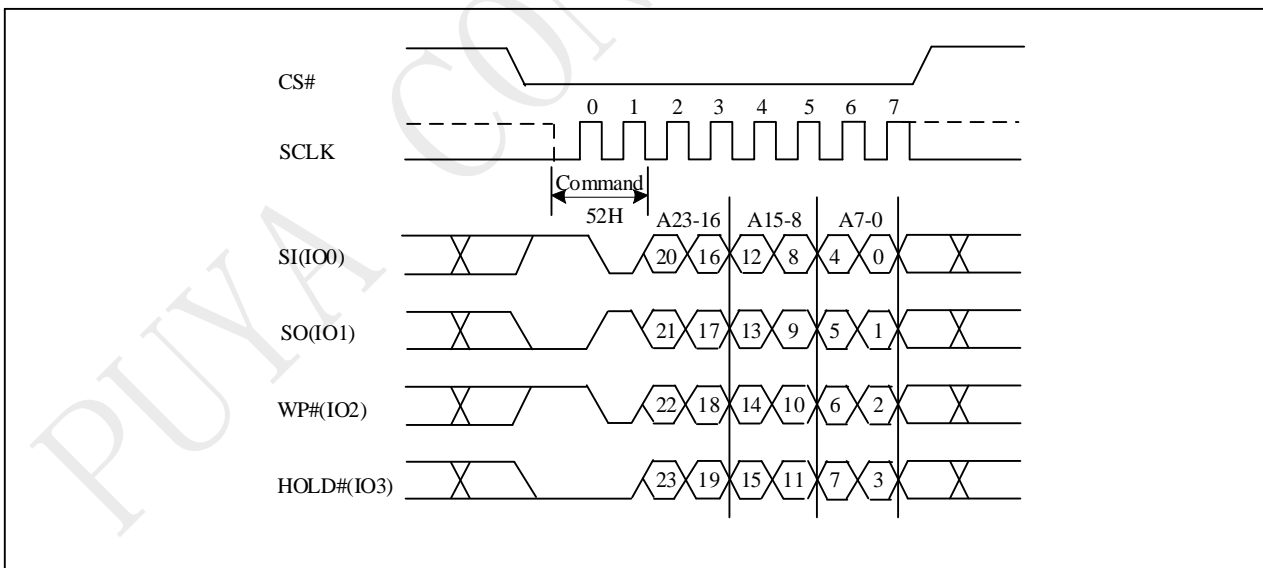 PUYA CON
CS#
0 1 2 3 4 5 6 7
SCLK
Command
52H
A23-16 A15-8 A7-0
SI(IO0) 20 16 12 8 4 0
SO(IO1) 21 17 13 9 5 1
WP#(IO2) 22 18 14 10 6 2
HOLD#(IO3) 23 19 15 11 7 3